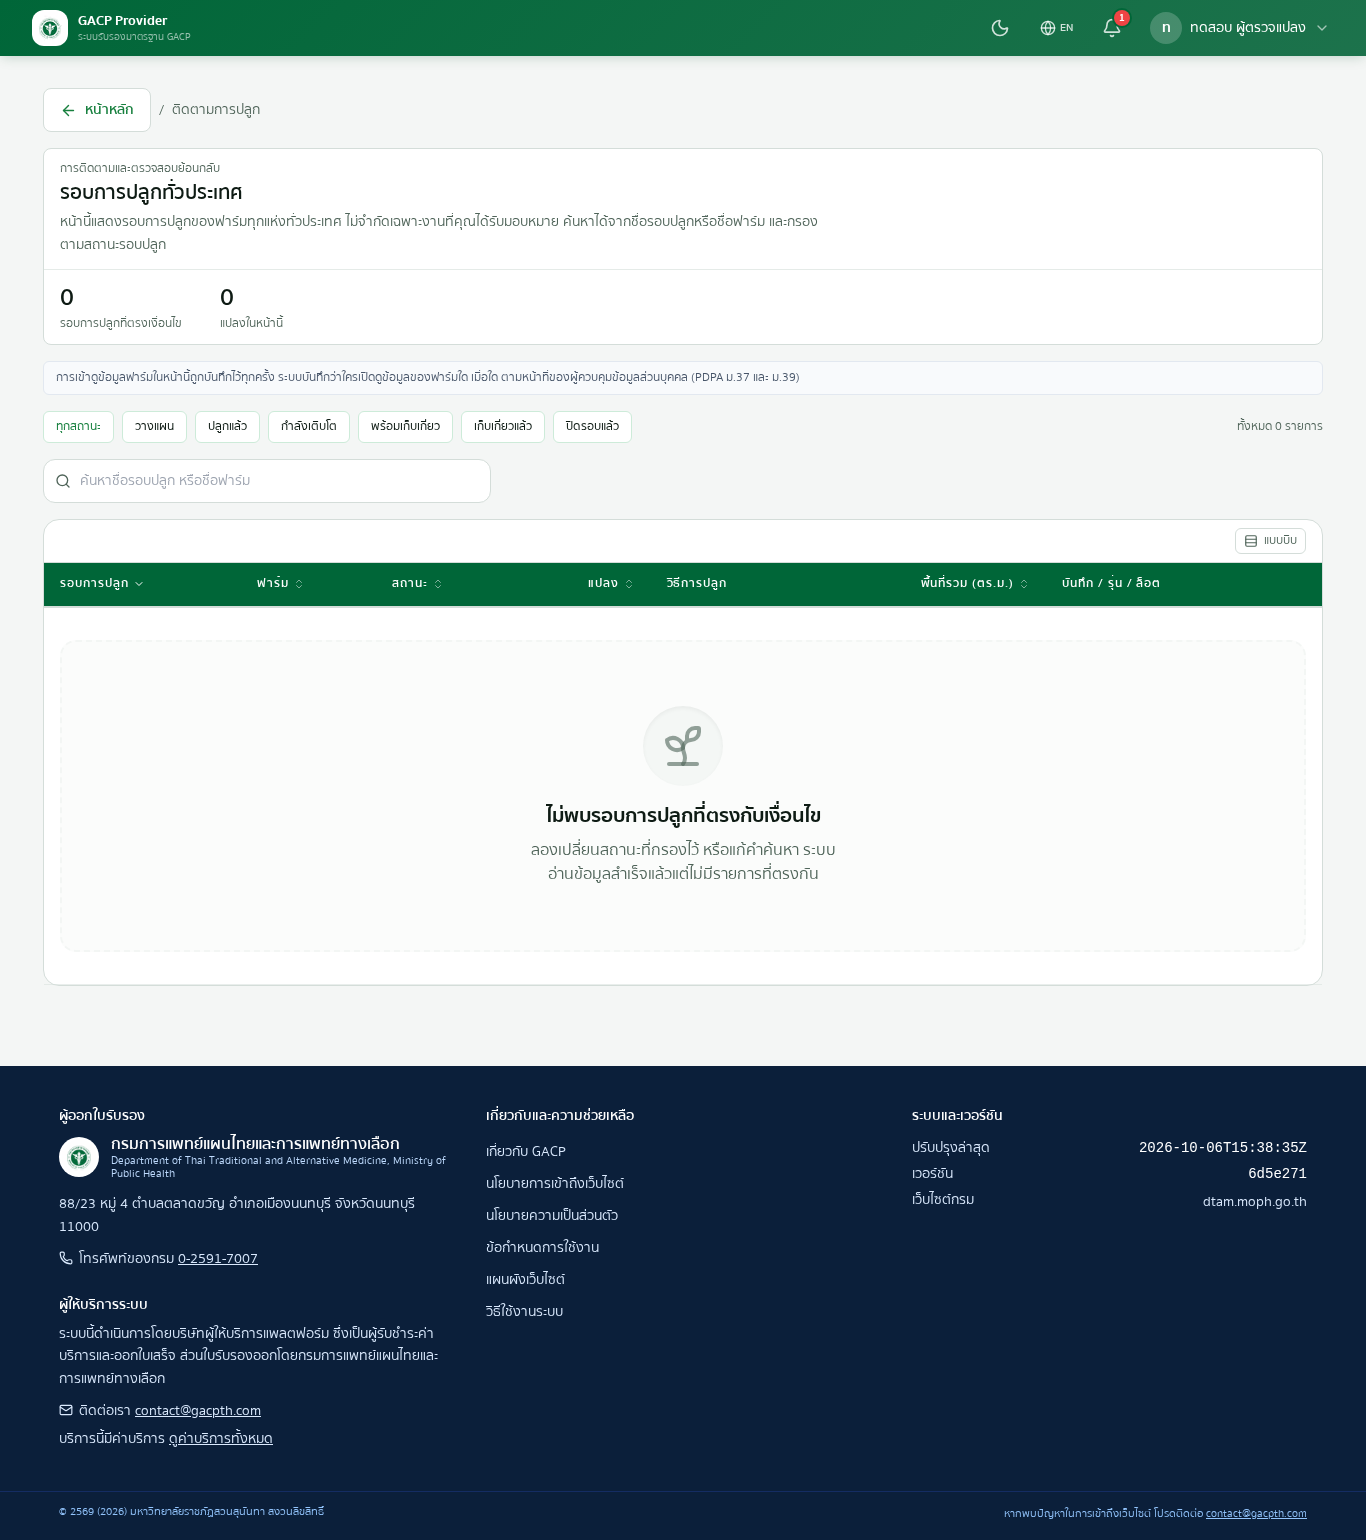 GACP Provider
ระบบรับรองมาตรฐาน GACP
EN
1
ท
ทดสอบ ผู้ตรวจแปลง
หน้าหลัก
/ ติดตามการปลูก
การติดตามและตรวจสอบย้อนกลับ
รอบการปลูกทั่วประเทศ
หน้านี้แสดงรอบการปลูกของฟาร์มทุกแห่งทั่วประเทศ ไม่จำกัดเฉพาะงานที่คุณได้รับมอบหมาย ค้นหาได้จากชื่อรอบปลูกหรือชื่อฟาร์ม และกรอง
ตามสถานะรอบปลูก
0
รอบการปลูกที่ตรงเงื่อนไข
0
แปลงในหน้านี้
การเข้าดูข้อมูลฟาร์มในหน้านี้ถูกบันทึกไว้ทุกครั้ง ระบบบันทึกว่าใครเปิดดูข้อมูลของฟาร์มใด เมื่อใด ตามหน้าที่ของผู้ควบคุมข้อมูลส่วนบุคคล (PDPA ม.37 และ ม.39)
ทุกสถานะ
วางแผน
ปลูกแล้ว
กำลังเติบโต
พร้อมเก็บเกี่ยว
เก็บเกี่ยวแล้ว
ปิดรอบแล้ว
ทั้งหมด 0 รายการ
ค้นหาชื่อรอบปลูก หรือชื่อฟาร์ม
แบบบีบ
รอบการปลูก
ฟาร์ม
สถานะ
แปลง
วิธีการปลูก
พื้นที่รวม (ตร.ม.)
บันทึก / รุ่น / ล็อต
ไม่พบรอบการปลูกที่ตรงกับเงื่อนไข
ลองเปลี่ยนสถานะที่กรองไว้ หรือแก้คำค้นหา ระบบ
อ่านข้อมูลสำเร็จแล้วแต่ไม่มีรายการที่ตรงกัน
ผู้ออกใบรับรอง
กรมการแพทย์แผนไทยและการแพทย์ทางเลือก
Department of Thai Traditional and Alternative Medicine, Ministry of
Public Health
88/23 หมู่ 4 ตำบลตลาดขวัญ อำเภอเมืองนนทบุรี จังหวัดนนทบุรี
11000
โทรศัพท์ของกรม 0-2591-7007
ผู้ให้บริการระบบ
ระบบนี้ดำเนินการโดยบริษัทผู้ให้บริการแพลตฟอร์ม ซึ่งเป็นผู้รับชำระค่า
บริการและออกใบเสร็จ ส่วนใบรับรองออกโดยกรมการแพทย์แผนไทยและ
การแพทย์ทางเลือก
ติดต่อเรา contact@gacpth.com
บริการนี้มีค่าบริการ ดูค่าบริการทั้งหมด
เกี่ยวกับและความช่วยเหลือ
เกี่ยวกับ GACP
นโยบายการเข้าถึงเว็บไซต์
นโยบายความเป็นส่วนตัว
ข้อกำหนดการใช้งาน
แผนผังเว็บไซต์
วิธีใช้งานระบบ
ระบบและเวอร์ชัน
ปรับปรุงล่าสุด 2026-10-06T15:38:35Z
เวอร์ชัน 6d5e271
เว็บไซต์กรม dtam.moph.go.th
© 2569 (2026) มหาวิทยาลัยราชภัฏสวนสุนันทา สงวนลิขสิทธิ์
หากพบปัญหาในการเข้าถึงเว็บไซต์ โปรดติดต่อ contact@gacpth.com